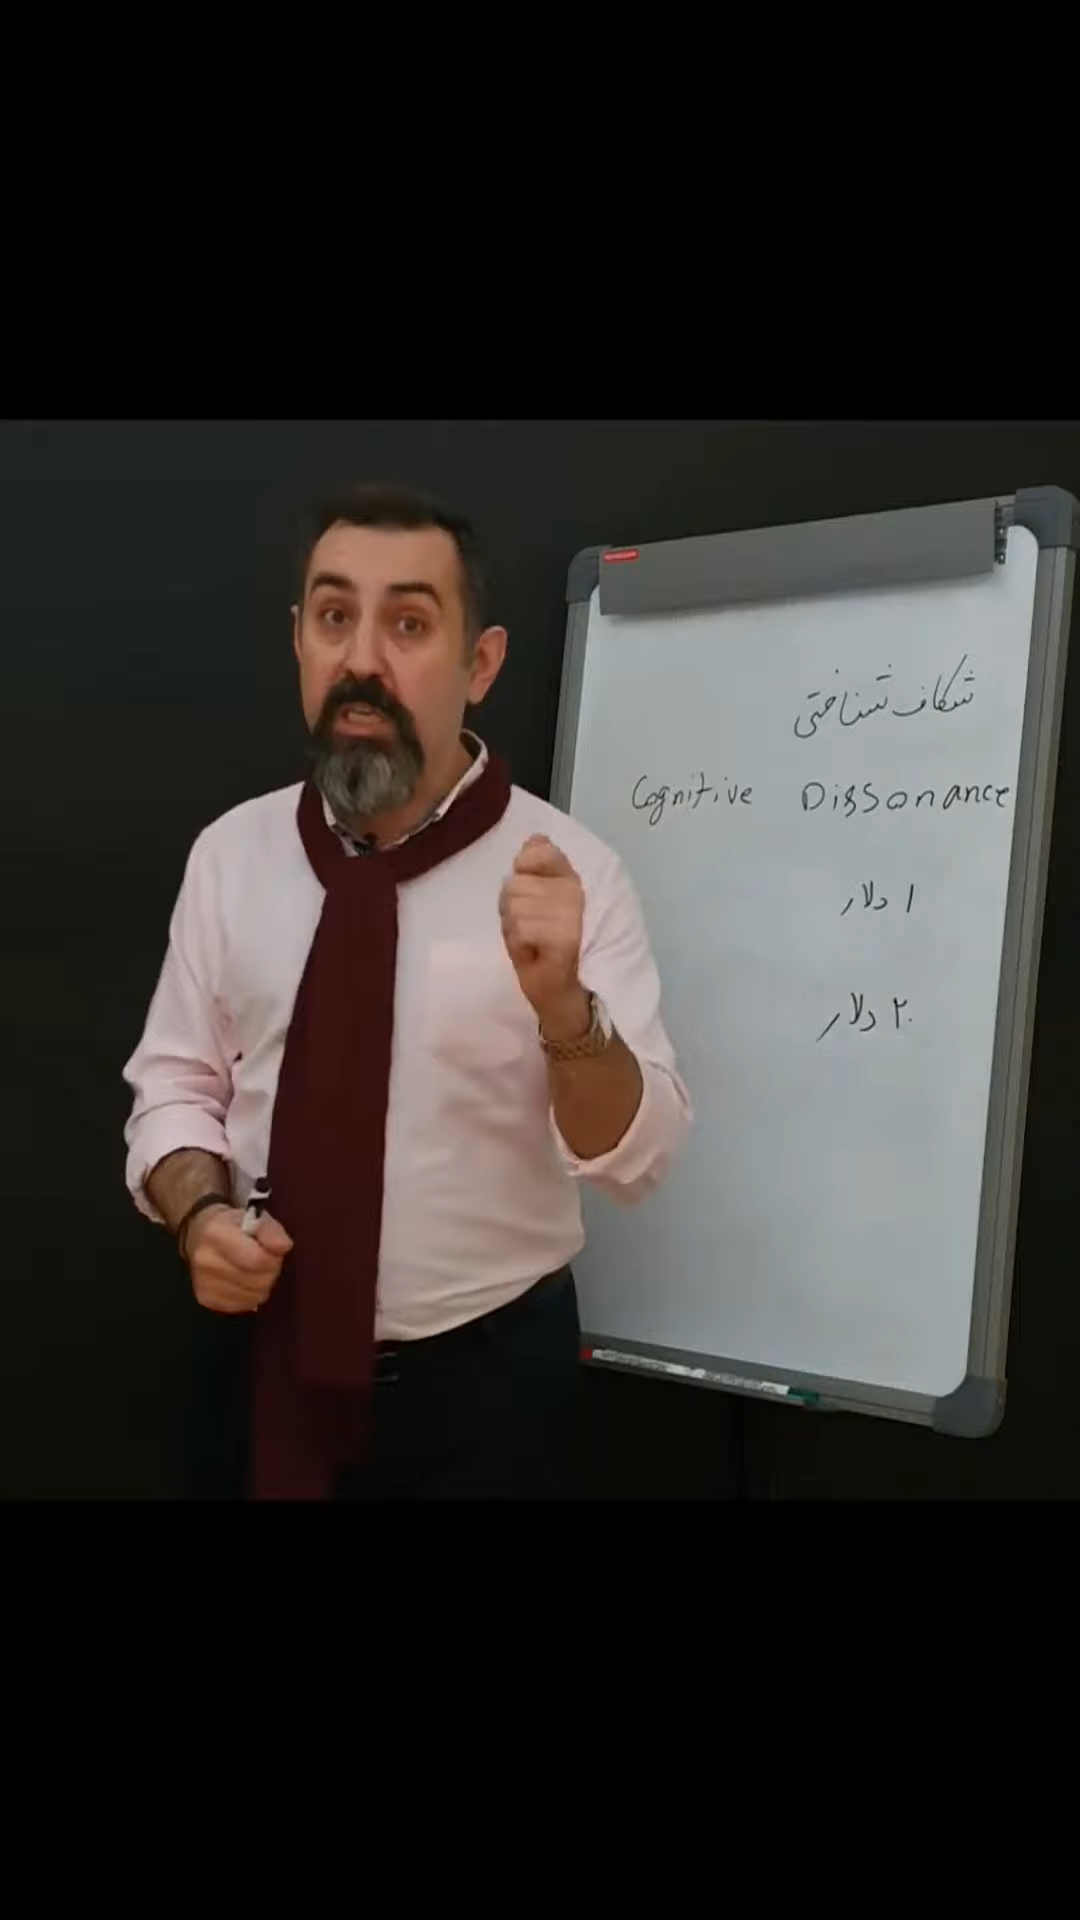 شکاف شناختی
Cognitive Dissonance
۱ دلار
۲۰ دلار